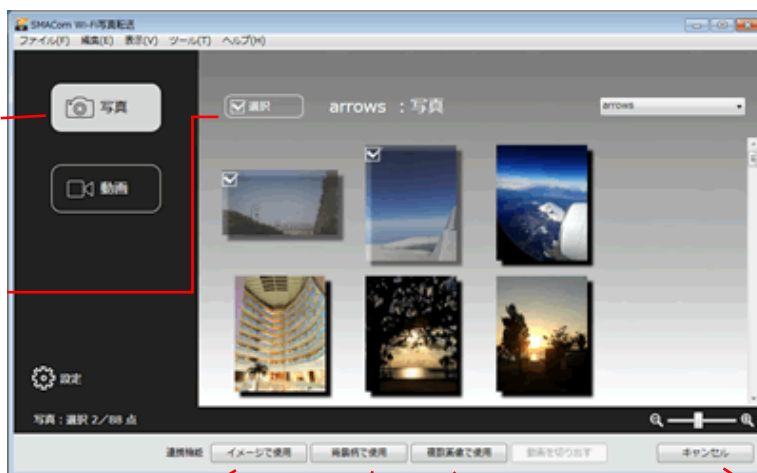 SMACom Wi-Fi写真転送
ファイル(F) 編集(E) 表示(V) ツール(T) ヘルプ(H)
写真
選択 arrows ：写真 arrows
動画
設定
写真：選択 2／88 点
連携機能 イメージで使用 背景柄で使用 複数画像で使用 動画を切り出す キャンセル